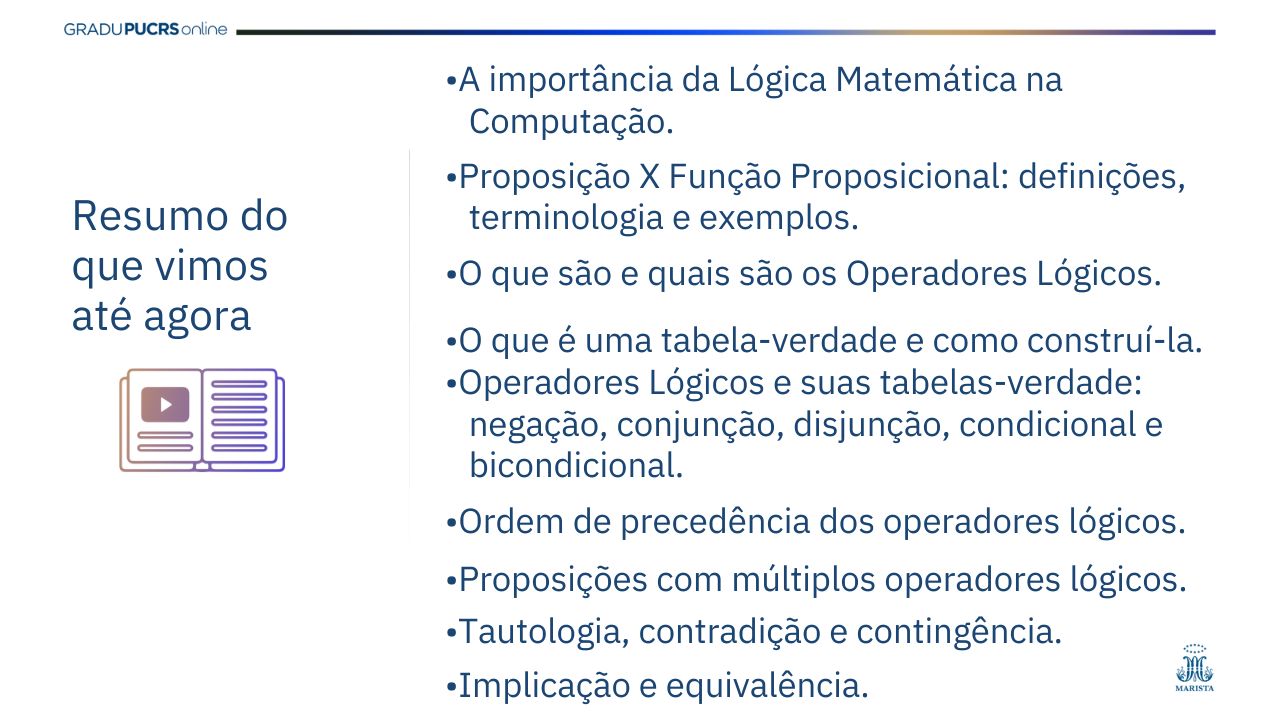 GRADUPUCRS online
Resumo do
que vimos
até agora
•A importância da Lógica Matemática na
Computação.
•Proposição X Função Proposicional: definições,
terminologia e exemplos.
•O que são e quais são os Operadores Lógicos.
•O que é uma tabela-verdade e como construí-la.
•Operadores Lógicos e suas tabelas-verdade:
negação, conjunção, disjunção, condicional e
bicondicional.
•Ordem de precedência dos operadores lógicos.
•Proposições com múltiplos operadores lógicos.
•Tautologia, contradição e contingência.
•Implicação e equivalência.
MARISTA